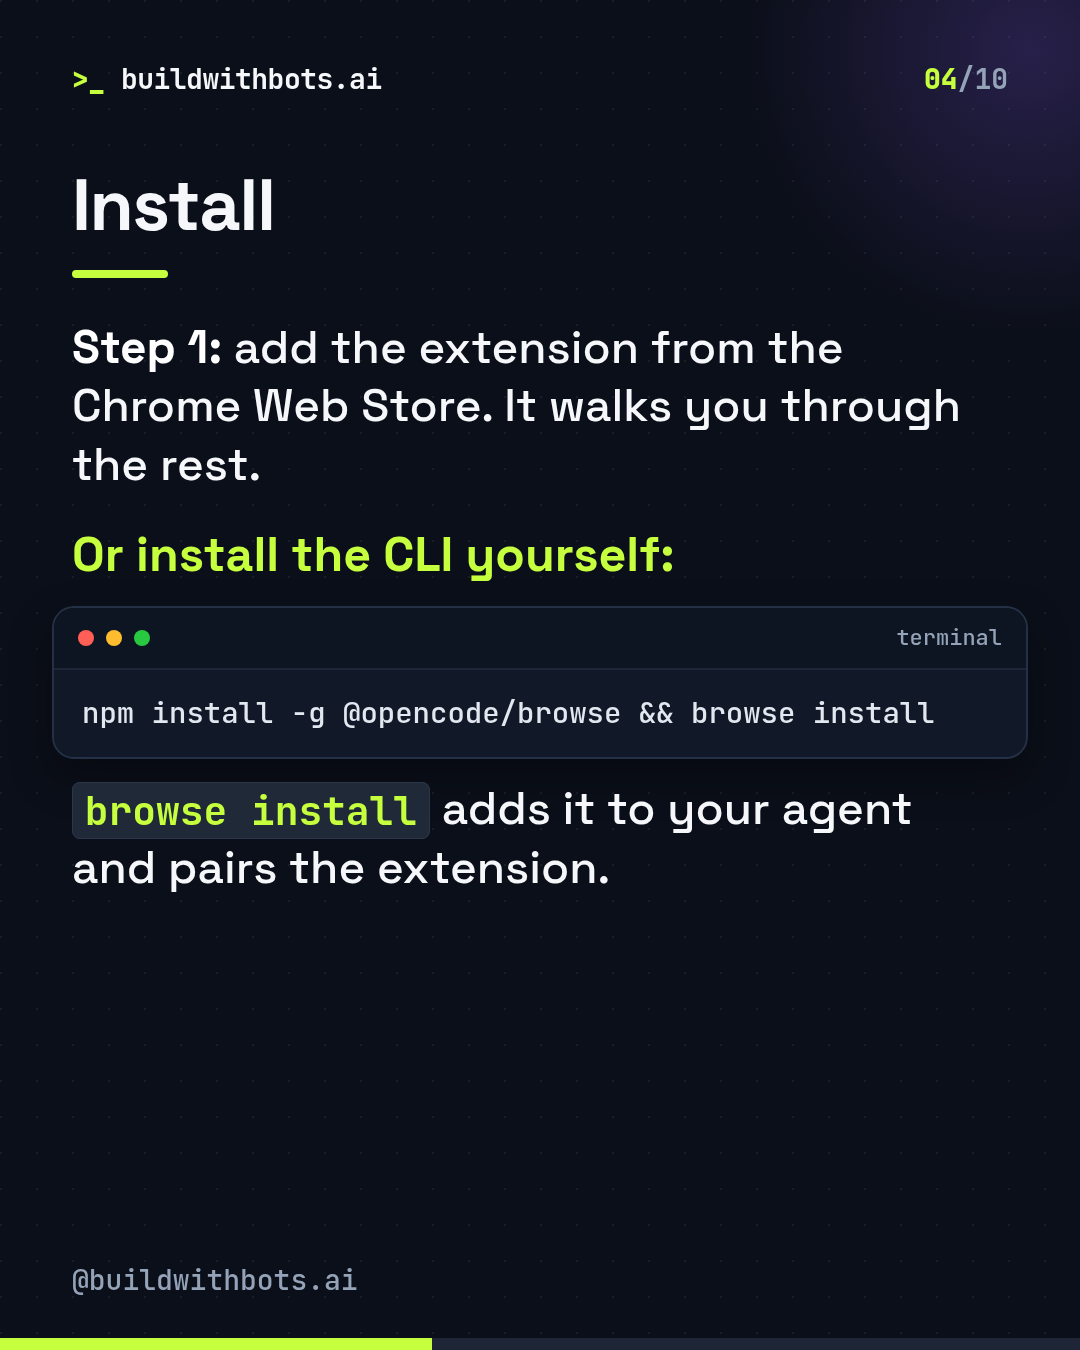 >_ buildwithbots.ai
04/10
Install
Step 1: add the extension from the
Chrome Web Store. It walks you through
the rest.
Or install the CLI yourself:
terminal
npm install -g @opencode/browse && browse install
browse install adds it to your agent
and pairs the extension.
@buildwithbots.ai